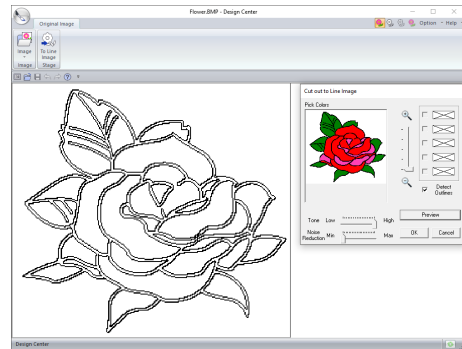 Flower.BMP - Design Center
Original Image
Option
Help
Image
To Line
Image
Image
Stage
Cut out to Line Image
Pick Colors
Detect
Outlines
Tone Low High
Noise
Reduction Min Max
Preview
OK
Cancel
Design Center